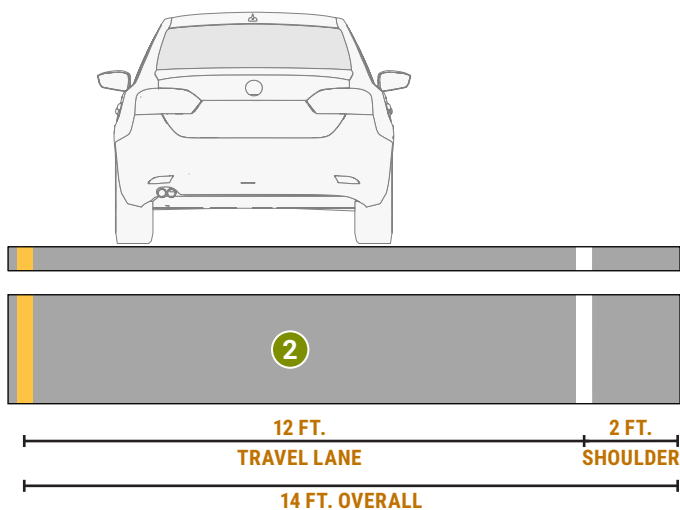 2
12 FT.
2 FT.
TRAVEL LANE
SHOULDER
14 FT. OVERALL